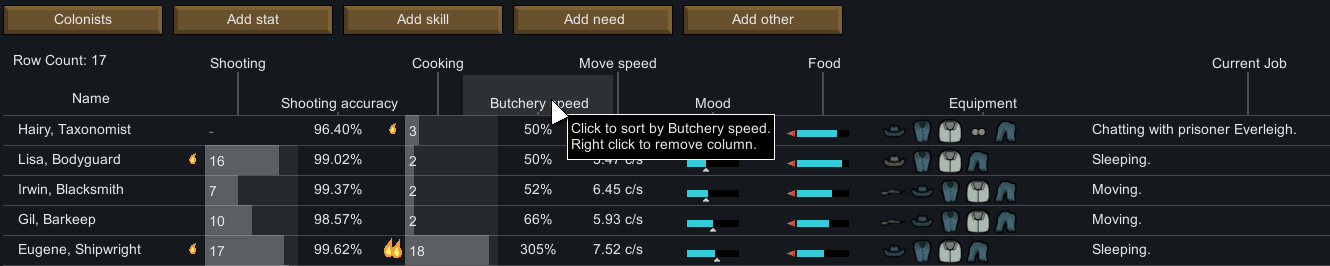 Colonists Add stat Add skill Add need Add other
Row Count: 17 Shooting Cooking Move speed Food Current Job
Name Shooting accuracy Butchery speed Mood Equipment
Hairy, Taxonomist - 96.40% 3 50% Chatting with prisoner Everleigh.
Click to sort by Butchery speed.
Right click to remove column.
Lisa, Bodyguard 16 99.02% 2 50% Sleeping.
Irwin, Blacksmith 7 99.37% 2 52% 6.45 c/s Moving.
Gil, Barkeep 10 98.57% 2 66% 5.93 c/s Moving.
Eugene, Shipwright 17 99.62% 18 305% 7.52 c/s Sleeping.